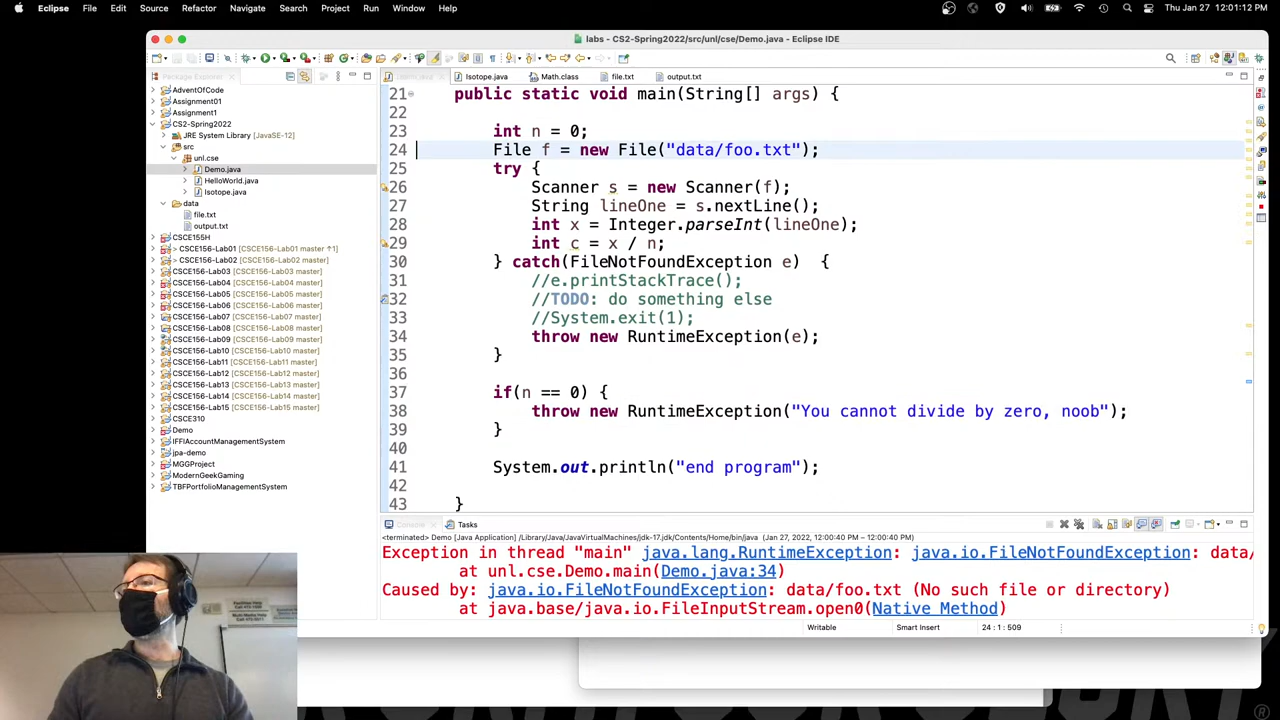 Eclipse File Edit Source Refactor Navigate Search Project Run Window Help Thu Jan 27 12:01:12
labs - CS2-Spring2022/src/unl/cse/Demo.java - Eclipse IDE
Package Explorer
AdventOfCode
Assignment01
Assignment1
CS2-Spring2022
JRE System Library [JavaSE-12]
src
unl.cse
Demo.java
HelloWorld.java
Isotope.java
data
file.txt
output.txt
CSCE155H
> CSCE156-Lab01 [CSCE156-Lab01 master ↑1]
> CSCE156-Lab02 [CSCE156-Lab02 master]
CSCE156-Lab03 [CSCE156-Lab03 master]
CSCE156-Lab04 [CSCE156-Lab04 master]
CSCE156-Lab05 [CSCE156-Lab05 master]
CSCE156-Lab06 [CSCE156-Lab06 master]
CSCE156-Lab07 [CSCE156-Lab07 master]
CSCE156-Lab08 [CSCE156-Lab08 master]
CSCE156-Lab09 [CSCE156-Lab09 master]
CSCE156-Lab10 [CSCE156-Lab10 master]
CSCE156-Lab11 [CSCE156-Lab11 master]
CSCE156-Lab12 [CSCE156-Lab12 master]
CSCE156-Lab13 [CSCE156-Lab13 master]
CSCE156-Lab14 [CSCE156-Lab14 master]
CSCE156-Lab15 [CSCE156-Lab15 master]
CSCE310
Demo
IFFIAccountManagementSystem
jpa-demo
MGGProject
ModernGeekGaming
TBFPortfolioManagementSystem
Demo.java Isotope.java Math.class file.txt output.txt
21 public static void main(String[] args) {
22
23 int n = 0;
24 File f = new File("data/foo.txt");
25 try {
26 Scanner s = new Scanner(f);
27 String lineOne = s.nextLine();
28 int x = Integer.parseInt(lineOne);
29 int c = x / n;
30 } catch(FileNotFoundException e) {
31 //e.printStackTrace();
32 //TODO: do something else
33 //System.exit(1);
34 throw new RuntimeException(e);
35 }
36
37 if(n == 0) {
38 throw new RuntimeException("You cannot divide by zero, noob");
39 }
40
41 System.out.println("end program");
42
43 }
Console Tasks
<terminated> Demo [Java Application] /Library/Java/JavaVirtualMachines/jdk-17.jdk/Contents/Home/bin/java (Jan 27, 2022, 12:00:40 PM – 12:00:40 PM)
Exception in thread "main" java.lang.RuntimeException: java.io.FileNotFoundException: data/
at unl.cse.Demo.main(Demo.java:34)
Caused by: java.io.FileNotFoundException: data/foo.txt (No such file or directory)
at java.base/java.io.FileInputStream.open0(Native Method)
Writable Smart Insert 24 : 1 : 509